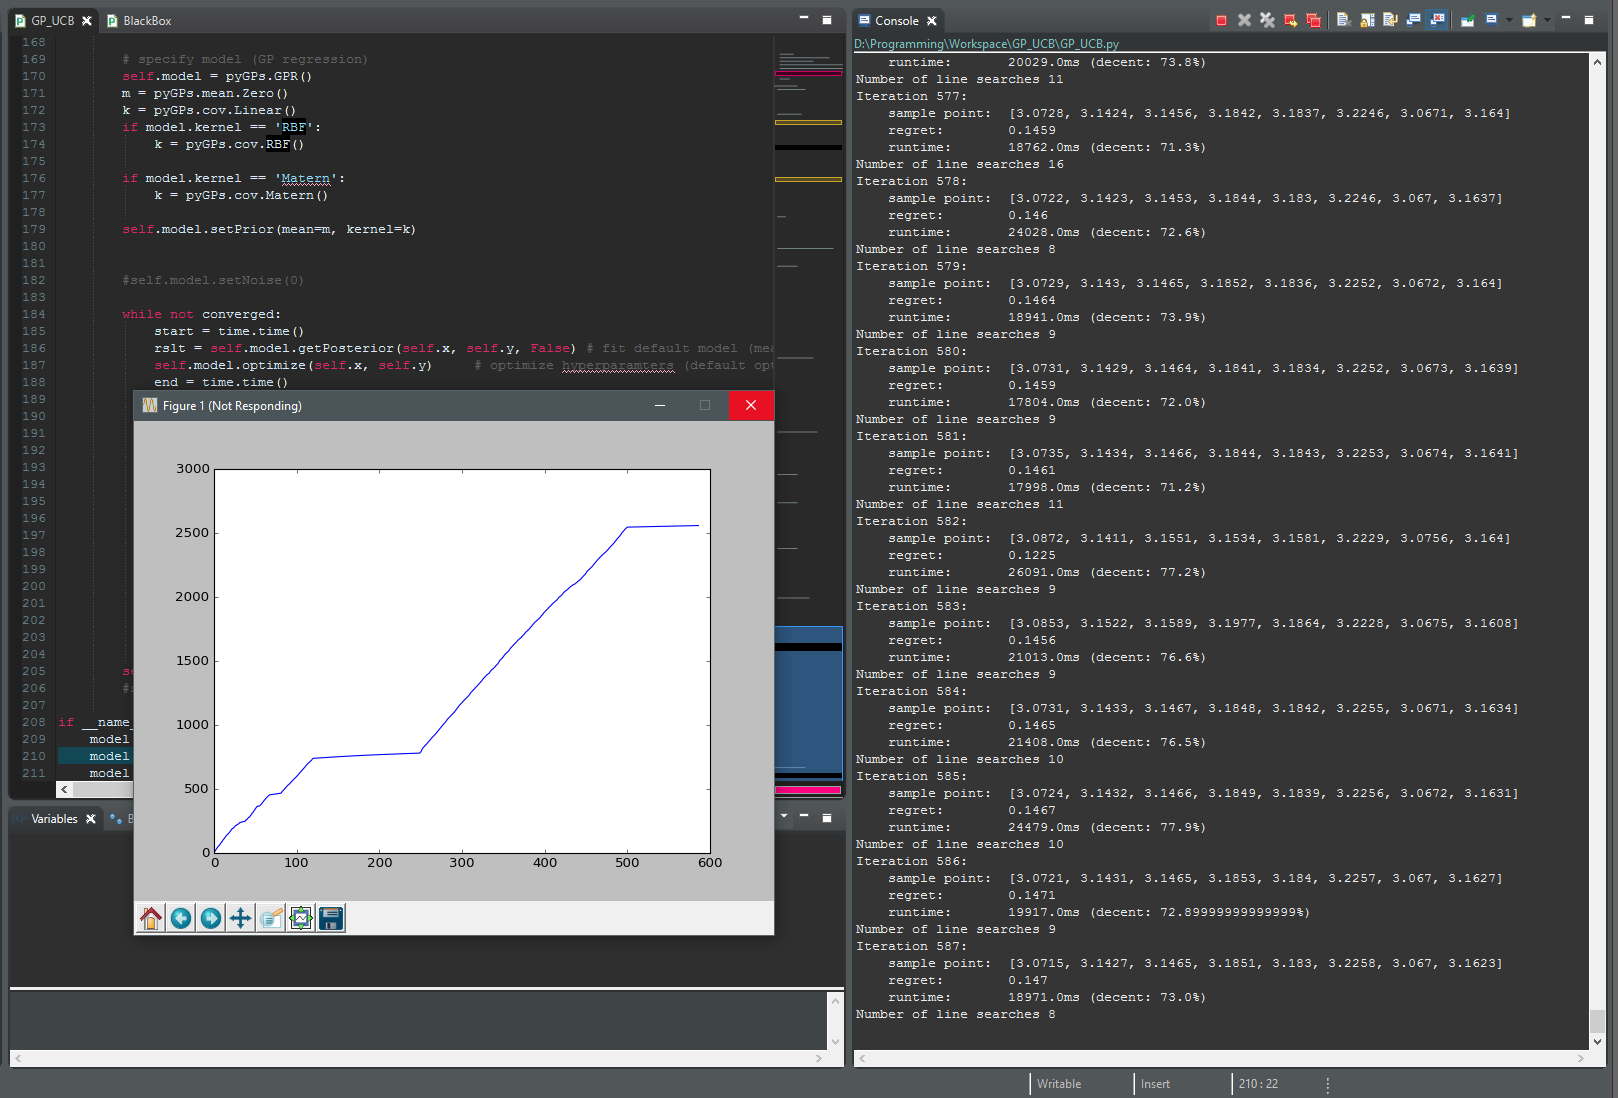 GP_UCB
BlackBox
168
169 # specify model (GP regression)
170 self.model = pyGPs.GPR()
171 m = pyGPs.mean.Zero()
172 k = pyGPs.cov.Linear()
173 if model.kernel == 'RBF':
174 k = pyGPs.cov.RBF()
175
176 if model.kernel == 'Matern':
177 k = pyGPs.cov.Matern()
178
179 self.model.setPrior(mean=m, kernel=k)
180
181
182 #self.model.setNoise(0)
183
184 while not converged:
185 start = time.time()
186 rslt = self.model.getPosterior(self.x, self.y, False) # fit default model (mea
187 self.model.optimize(self.x, self.y) # optimize hyperparamters (default opt
188 end = time.time()
189
190
191
192
193
194
195
196
197
198
199
200
201
202
203
204
205 se
206
207
208 if __name_
209 model
210 model
211 model
Figure 1 (Not Responding)
3000
2500
2000
1500
1000
500
0
0 100 200 300 400 500 600
Variables
Console
D:\Programming\Workspace\GP_UCB\GP_UCB.py
runtime: 20029.0ms (decent: 73.8%)
Number of line searches 11
Iteration 577:
sample point: [3.0728, 3.1424, 3.1456, 3.1842, 3.1837, 3.2246, 3.0671, 3.164]
regret: 0.1459
runtime: 18762.0ms (decent: 71.3%)
Number of line searches 16
Iteration 578:
sample point: [3.0722, 3.1423, 3.1453, 3.1844, 3.183, 3.2246, 3.067, 3.1637]
regret: 0.146
runtime: 24028.0ms (decent: 72.6%)
Number of line searches 8
Iteration 579:
sample point: [3.0729, 3.143, 3.1465, 3.1852, 3.1836, 3.2252, 3.0672, 3.164]
regret: 0.1464
runtime: 18941.0ms (decent: 73.9%)
Number of line searches 9
Iteration 580:
sample point: [3.0731, 3.1429, 3.1464, 3.1841, 3.1834, 3.2252, 3.0673, 3.1639]
regret: 0.1459
runtime: 17804.0ms (decent: 72.0%)
Number of line searches 9
Iteration 581:
sample point: [3.0735, 3.1434, 3.1466, 3.1844, 3.1843, 3.2253, 3.0674, 3.1641]
regret: 0.1461
runtime: 17998.0ms (decent: 71.2%)
Number of line searches 11
Iteration 582:
sample point: [3.0872, 3.1411, 3.1551, 3.1534, 3.1581, 3.2229, 3.0756, 3.164]
regret: 0.1225
runtime: 26091.0ms (decent: 77.2%)
Number of line searches 9
Iteration 583:
sample point: [3.0853, 3.1522, 3.1589, 3.1977, 3.1864, 3.2228, 3.0675, 3.1608]
regret: 0.1456
runtime: 21013.0ms (decent: 76.6%)
Number of line searches 9
Iteration 584:
sample point: [3.0731, 3.1433, 3.1467, 3.1848, 3.1842, 3.2255, 3.0671, 3.1634]
regret: 0.1465
runtime: 21408.0ms (decent: 76.5%)
Number of line searches 10
Iteration 585:
sample point: [3.0724, 3.1432, 3.1466, 3.1849, 3.1839, 3.2256, 3.0672, 3.1631]
regret: 0.1467
runtime: 24479.0ms (decent: 77.9%)
Number of line searches 10
Iteration 586:
sample point: [3.0721, 3.1431, 3.1465, 3.1853, 3.184, 3.2257, 3.067, 3.1627]
regret: 0.1471
runtime: 19917.0ms (decent: 72.89999999999999%)
Number of line searches 9
Iteration 587:
sample point: [3.0715, 3.1427, 3.1465, 3.1851, 3.183, 3.2258, 3.067, 3.1623]
regret: 0.147
runtime: 18971.0ms (decent: 73.0%)
Number of line searches 8
Writable
Insert
210 : 22